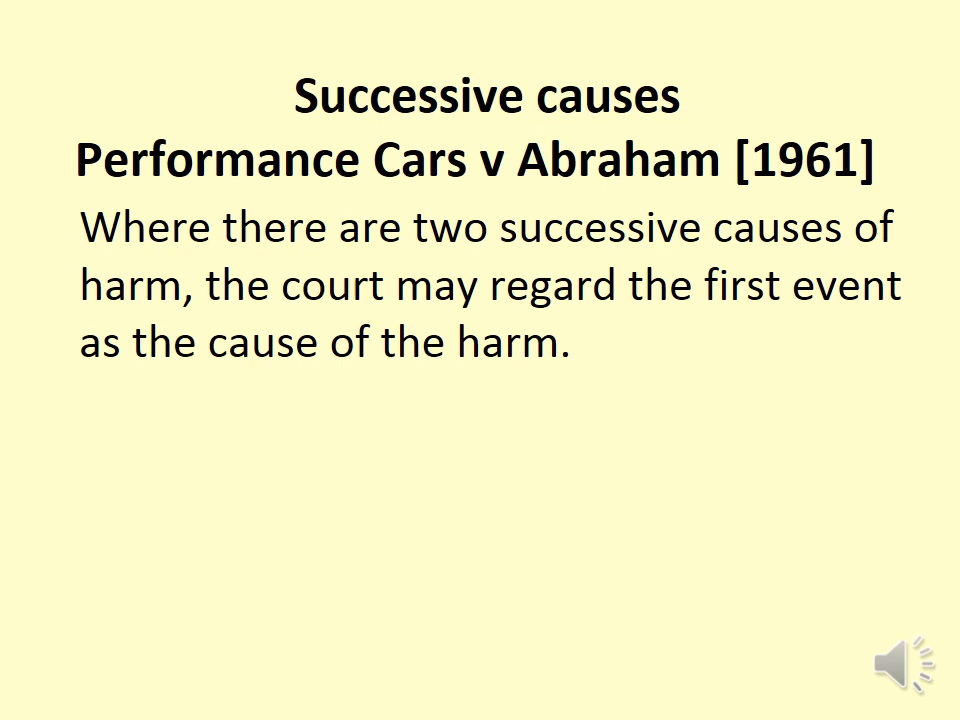 Successive causes
Performance Cars v Abraham [1961]
Where there are two successive causes of
harm, the court may regard the first event
as the cause of the harm.